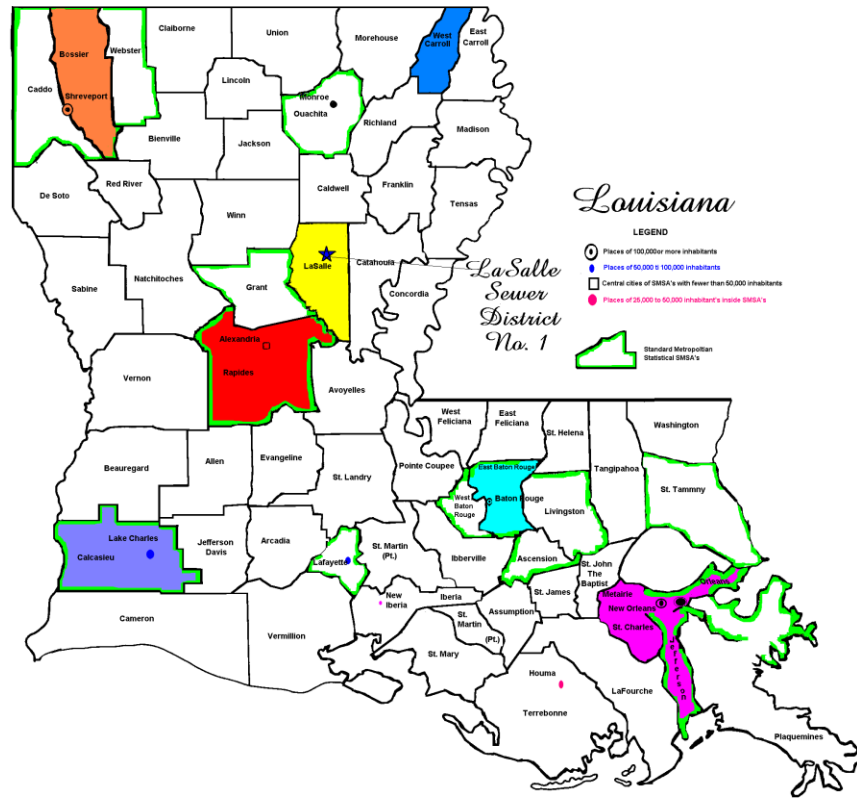 Claiborne
Union
Morehouse
West
Carroll
East
Carroll
Bossier
Webster
Caddo
Shreveport
Lincoln
Monroe
Ouachita
Richland
Madison
Bienville
Jackson
De Soto
Red River
Caldwell
Franklin
Tensas
Winn
Natchitoches
Sabine
Grant
LaSalle
Catahoula
Concordia
Louisiana
LEGEND
Places of 100,000or more inhabitants
Places of 50,000 ti 100,000 inhabitants
Central cities of SMSA's with fewer than 50,000 inhabitants
Places of 25,000 to 50,000 inhabitant's inside SMSA's
Standard Metropoltian
Statistical SMSA's
LaSalle
Sewer
District
No. 1
Alexandria
Rapides
Vernon
Avoyelles
West
Feliciana
East
Feliciana
St. Helena
Washington
Tangipahoa
Beauregard
Allen
Evangeline
St. Landry
Pointe Coupee
East Baton Rouge
Baton Rouge
West
Baton
Rouge
Livingston
St. Tammny
Lake Charles
Calcasieu
Jefferson
Davis
Arcadia
Lafayette
St. Martin
(Pt.)
Ibberville
Ascension
St. John
The
Baptist
St. James
Orleans
Metairie
New Orleans
St. Charles
Jefferson
Cameron
Vermillion
New
Iberia
Iberia
St.
Martin
(Pt.)
Assumption
St. Mary
Houma
Terrebonne
LaFourche
Plaquemines